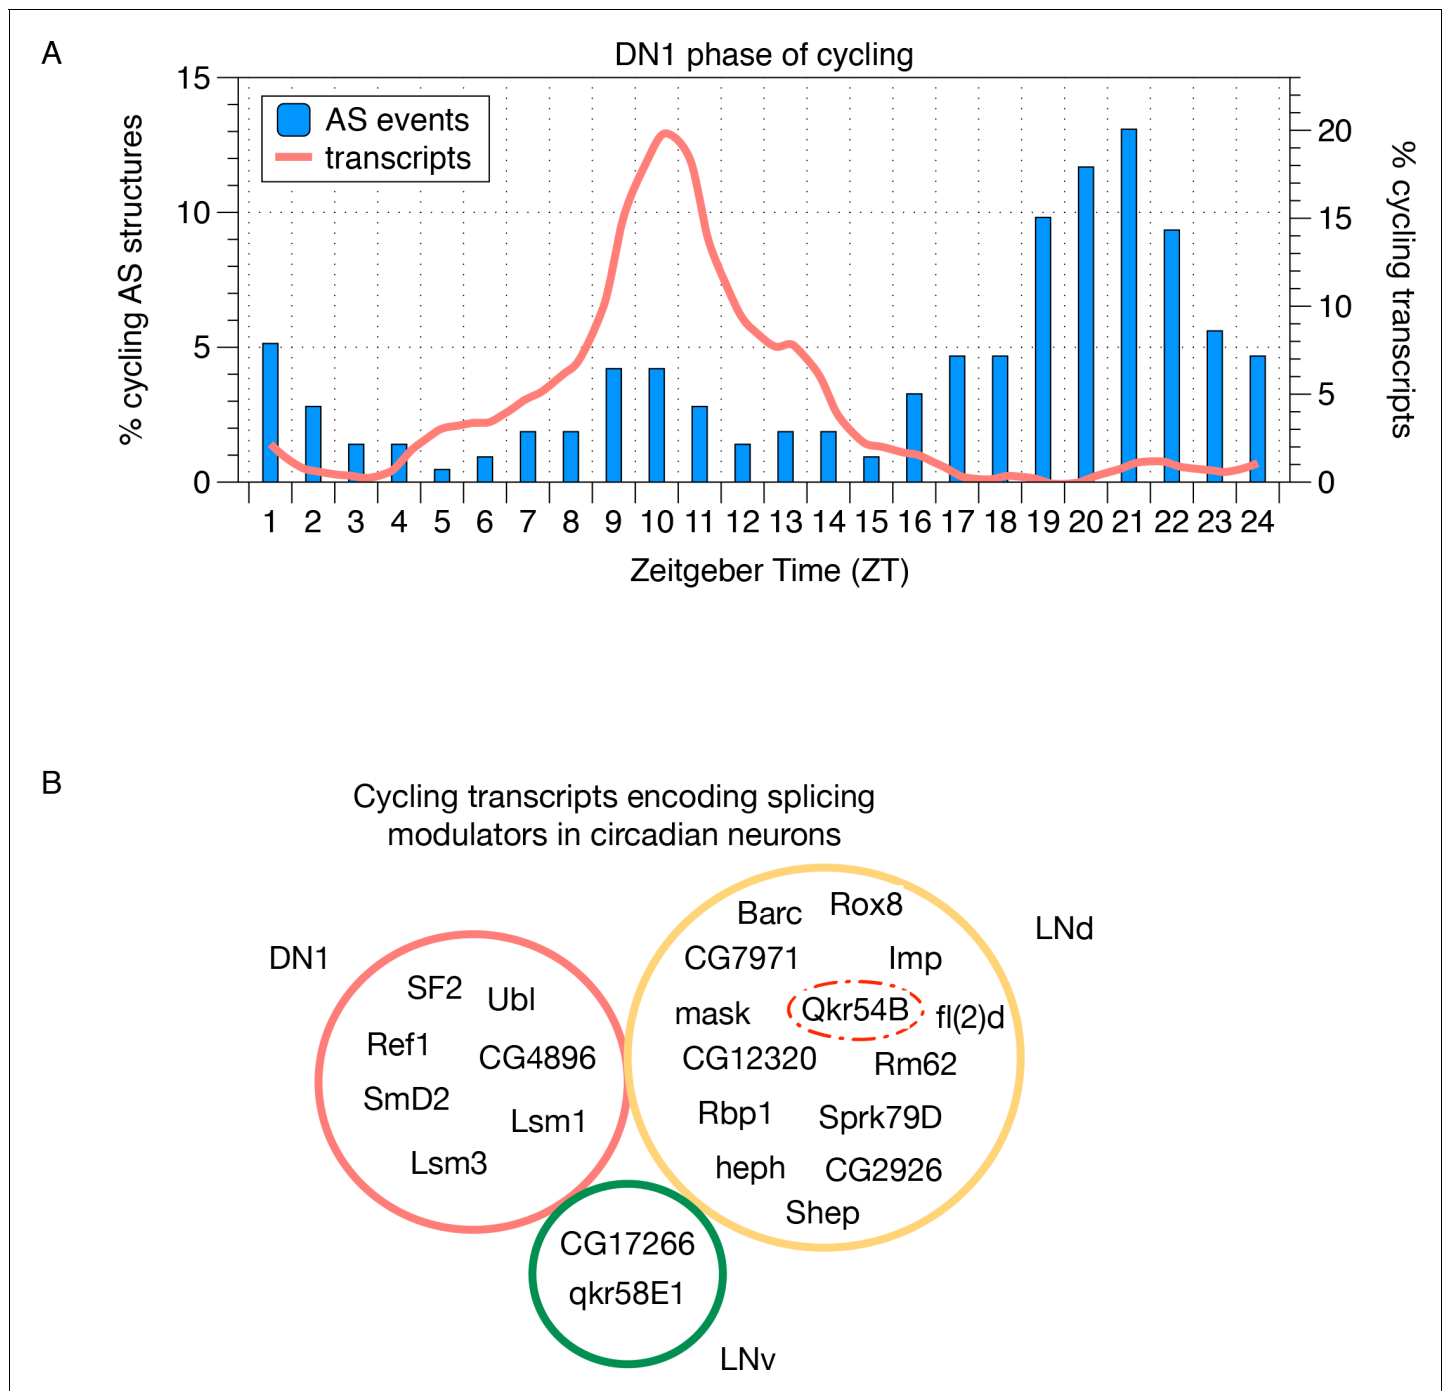 A
DN1 phase of cycling
AS events
transcripts
% cycling AS structures
15
10
5
0
% cycling transcripts
20
15
10
5
0
1 2 3 4 5 6 7 8 9 10 11 12 13 14 15 16 17 18 19 20 21 22 23 24
Zeitgeber Time (ZT)
B
Cycling transcripts encoding splicing
modulators in circadian neurons
DN1
SF2 Ubl
Ref1
CG4896
SmD2
Lsm1
Lsm3
LNd
Barc Rox8
CG7971 Imp
mask Qkr54B fl(2)d
CG12320 Rm62
Rbp1 Sprk79D
heph CG2926
Shep
CG17266
qkr58E1
LNv